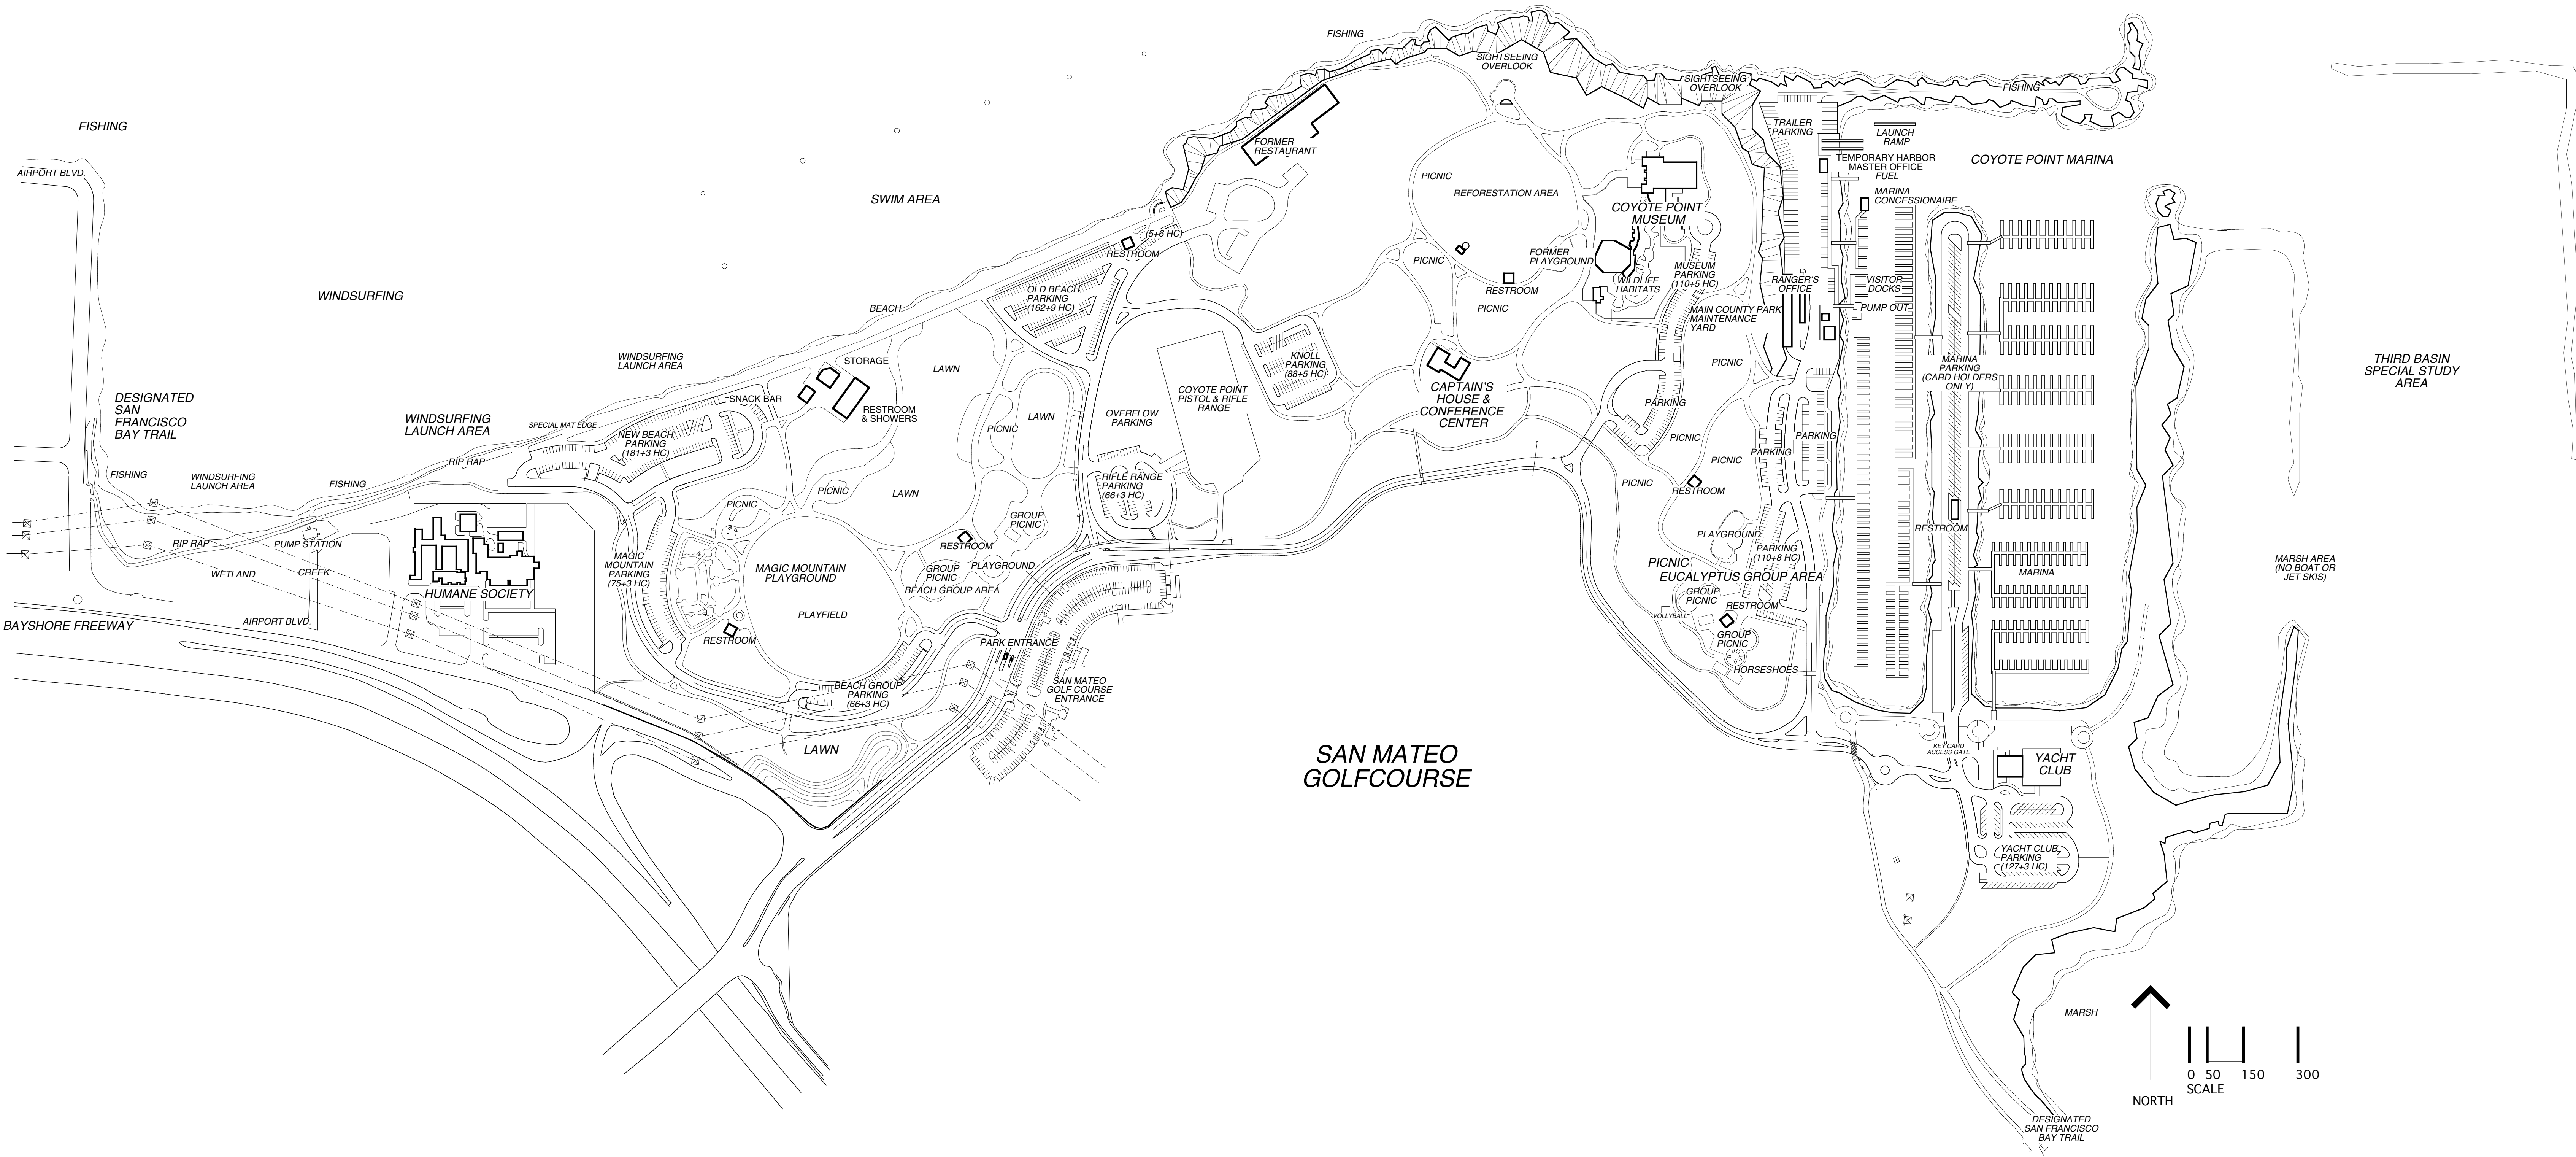 FISHING
SIGHTSEEING
OVERLOOK
SIGHTSEEING
OVERLOOK
FISHING
FISHING
AIRPORT BLVD.
FORMER
RESTAURANT
TRAILER
PARKING
LAUNCH
RAMP
TEMPORARY HARBOR
MASTER OFFICE
FUEL
COYOTE POINT MARINA
MARINA
CONCESSIONAIRE
SWIM AREA
PICNIC
REFORESTATION AREA
COYOTE POINT
MUSEUM
(5+6 HC)
RESTROOM
PICNIC
FORMER
PLAYGROUND
RESTROOM
PICNIC
WILDLIFE
HABITATS
MUSEUM
PARKING
(110+5 HC)
RANGER'S
OFFICE
VISITOR
DOCKS
PUMP OUT
MAIN COUNTY PARK
MAINTENANCE
YARD
WINDSURFING
OLD BEACH
PARKING
(162+9 HC)
BEACH
WINDSURFING
LAUNCH AREA
STORAGE
LAWN
KNOLL
PARKING
(88+5 HC)
PICNIC
MARINA
PARKING
(CARD HOLDERS
ONLY)
THIRD BASIN
SPECIAL STUDY
AREA
DESIGNATED
SAN
FRANCISCO
BAY TRAIL
WINDSURFING
LAUNCH AREA
SNACK BAR
RESTROOM
& SHOWERS
SPECIAL MAT EDGE
NEW BEACH
PARKING
(181+3 HC)
LAWN
PICNIC
OVERFLOW
PARKING
COYOTE POINT
PISTOL & RIFLE
RANGE
CAPTAIN'S
HOUSE &
CONFERENCE
CENTER
PARKING
PICNIC
PARKING
PARKING
PICNIC
RIP RAP
FISHING
WINDSURFING
LAUNCH AREA
FISHING
PICNIC
PICNIC
LAWN
RIFLE RANGE
PARKING
(66+3 HC)
PICNIC
RESTROOM
GROUP
PICNIC
RESTROOM
PLAYGROUND
RESTROOM
RIP RAP
PUMP STATION
WETLAND
CREEK
HUMANE SOCIETY
MAGIC
MOUNTAIN
PARKING
(75+3 HC)
MAGIC MOUNTAIN
PLAYGROUND
PLAYFIELD
GROUP
PICNIC
PLAYGROUND
BEACH GROUP AREA
PARKING
(110+8 HC)
PICNIC
EUCALYPTUS GROUP AREA
MARINA
MARSH AREA
(NO BOAT OR
JET SKIS)
GROUP
PICNIC
RESTROOM
VOLLYBALL
BAYSHORE FREEWAY
AIRPORT BLVD.
RESTROOM
PARK ENTRANCE
GROUP
PICNIC
HORSESHOES
BEACH GROUP
PARKING
(66+3 HC)
SAN MATEO
GOLF COURSE
ENTRANCE
LAWN
SAN MATEO
GOLFCOURSE
KEY CARD
ACCESS GATE
YACHT
CLUB
YACHT CLUB
PARKING
(127+3 HC)
MARSH
0 50 150 300
SCALE
NORTH
DESIGNATED
SAN FRANCISCO
BAY TRAIL